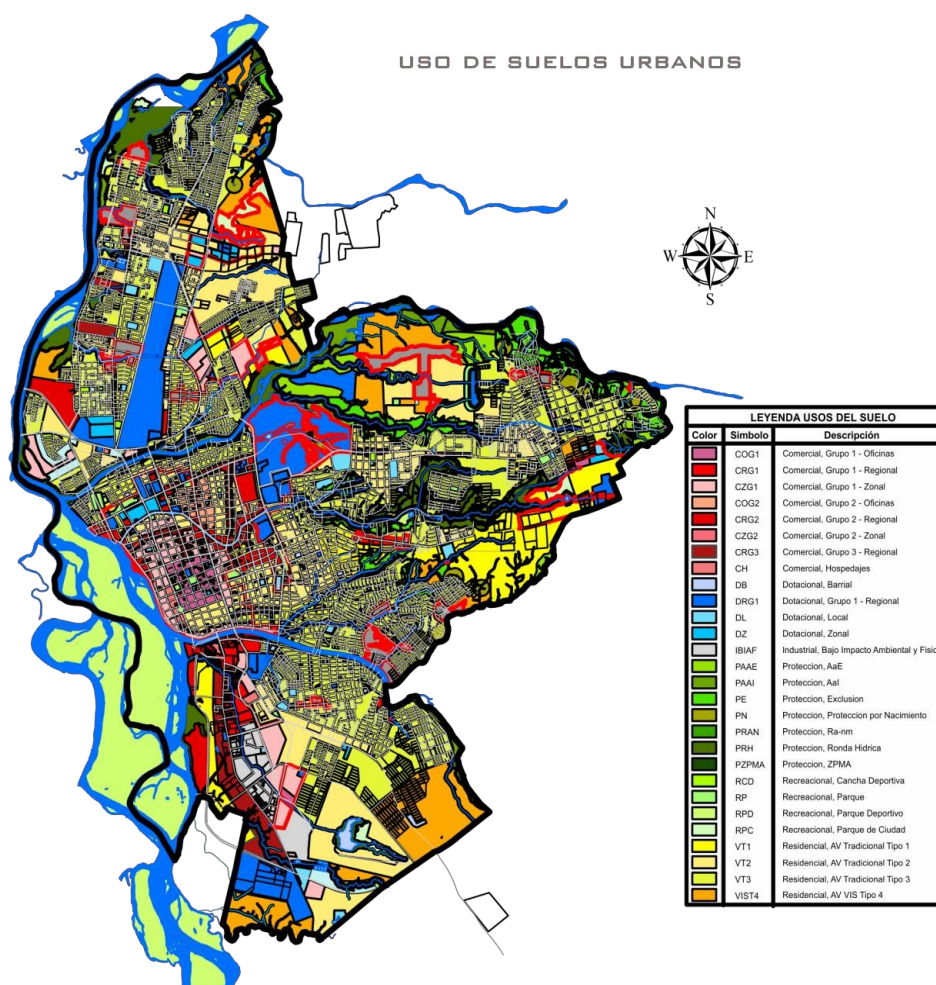 USO DE SUELOS URBANOS
N
W E
S
LEYENDA USOS DEL SUELO
Color Simbolo Descripción
COG1 Comercial, Grupo 1 - Oficinas
CRG1 Comercial, Grupo 1 - Regional
CZG1 Comercial, Grupo 1 - Zonal
COG2 Comercial, Grupo 2 - Oficinas
CRG2 Comercial, Grupo 2 - Regional
CZG2 Comercial, Grupo 2 - Zonal
CRG3 Comercial, Grupo 3 - Regional
CH Comercial, Hospedajes
DB Dotacional, Barrial
DRG1 Dotacional, Grupo 1 - Regional
DL Dotacional, Local
DZ Dotacional, Zonal
IBIAF Industrial, Bajo Impacto Ambiental y Fisic
PAAE Proteccion, AaE
PAAI Proteccion, AaI
PE Proteccion, Exclusion
PN Proteccion, Proteccion por Nacimiento
PRAN Proteccion, Ra-nm
PRH Proteccion, Ronda Hidrica
PZPMA Proteccion, ZPMA
RCD Recreacional, Cancha Deportiva
RP Recreacional, Parque
RPD Recreacional, Parque Deportivo
RPC Recreacional, Parque de Ciudad
VT1 Residencial, AV Tradicional Tipo 1
VT2 Residencial, AV Tradicional Tipo 2
VT3 Residencial, AV Tradicional Tipo 3
VIST4 Residencial, AV VIS Tipo 4